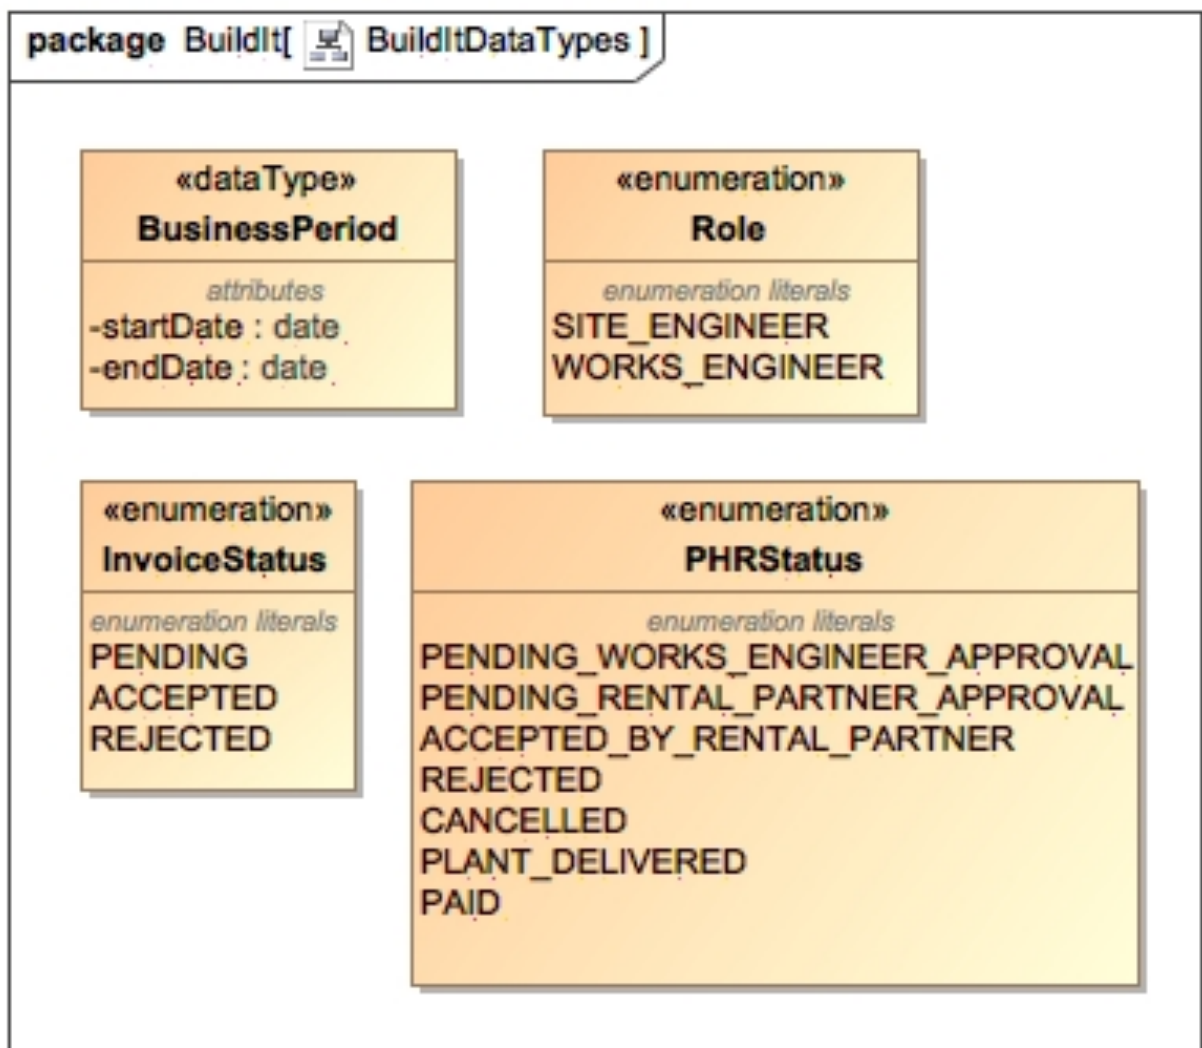 package BuildIt[ BuildItDataTypes ]
«dataType»
BusinessPeriod
attributes
-startDate : date
-endDate : date
«enumeration»
Role
enumeration literals
SITE_ENGINEER
WORKS_ENGINEER
«enumeration»
InvoiceStatus
enumeration literals
PENDING
ACCEPTED
REJECTED
«enumeration»
PHRStatus
enumeration literals
PENDING_WORKS_ENGINEER_APPROVAL
PENDING_RENTAL_PARTNER_APPROVAL
ACCEPTED_BY_RENTAL_PARTNER
REJECTED
CANCELLED
PLANT_DELIVERED
PAID